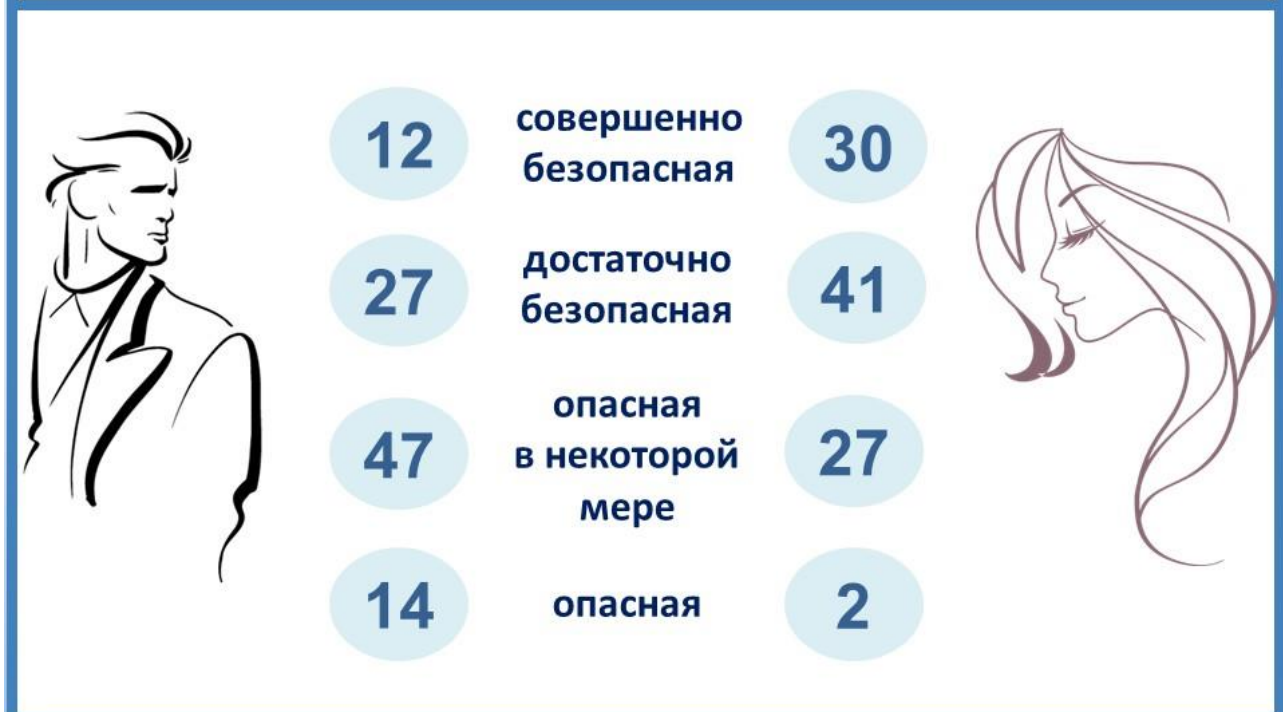 12 совершенно 30
безопасная
27 достаточно 41
безопасная
47 опасная 27
в некоторой
мере
14 опасная 2